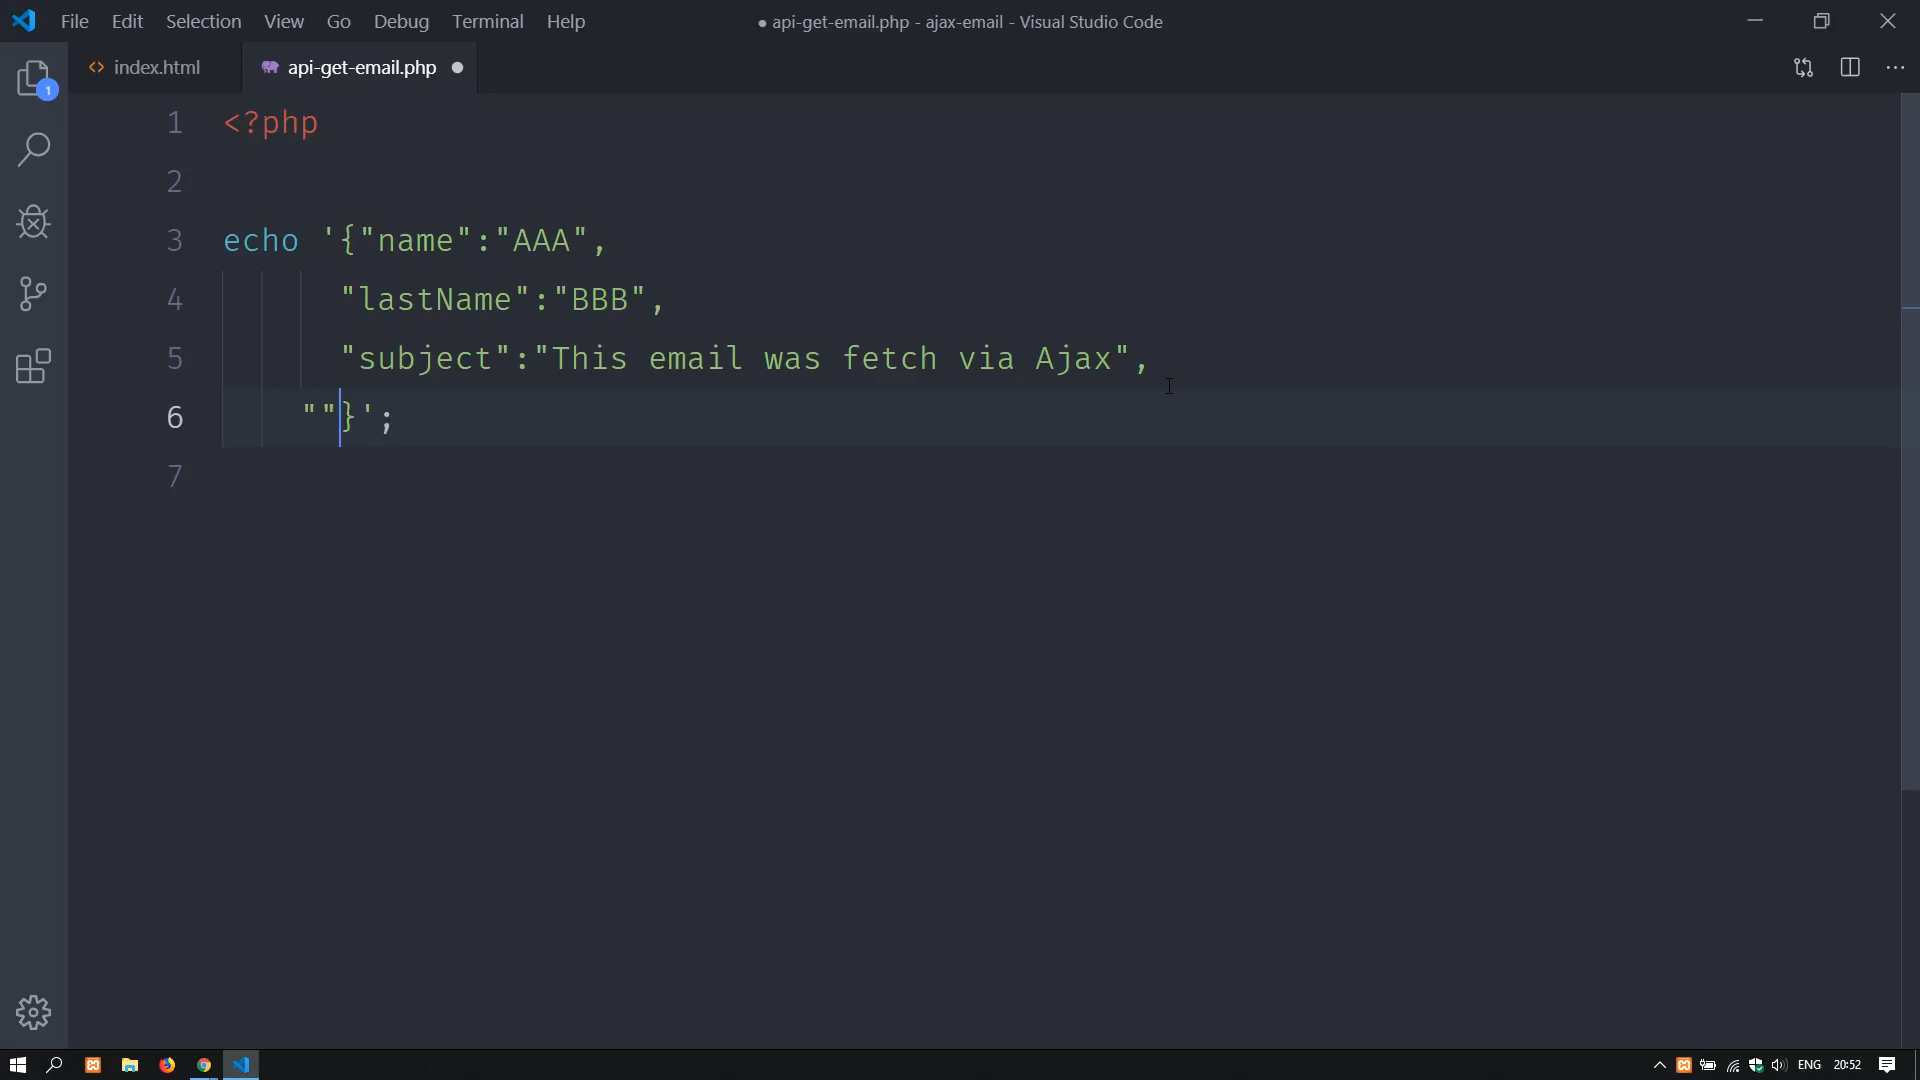 File Edit Selection View Go Debug Terminal Help
● api-get-email.php - ajax-email - Visual Studio Code
index.html
api-get-email.php
1
1 <?php
2
3 echo '{"name":"AAA",
4 "lastName":"BBB",
5 "subject":"This email was fetch via Ajax",
6 ""}';
7
ENG 20:52